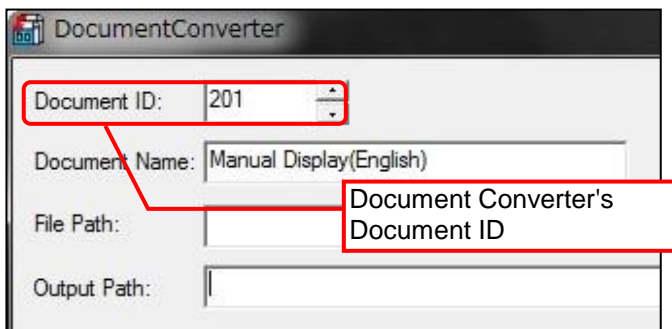 DocumentConverter
Document ID: 201
Document Name: Manual Display(English)
Document Converter's
Document ID
File Path:
Output Path: